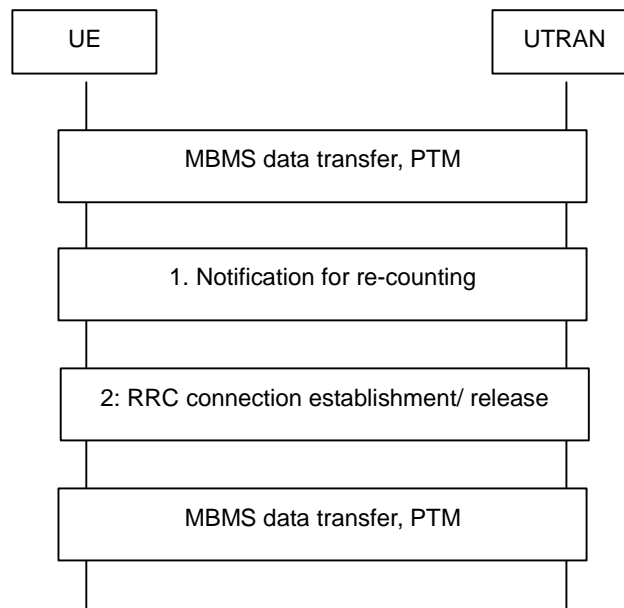 UE
UTRAN
MBMS data transfer, PTM
1. Notification for re-counting
2: RRC connection establishment/ release
MBMS data transfer, PTM